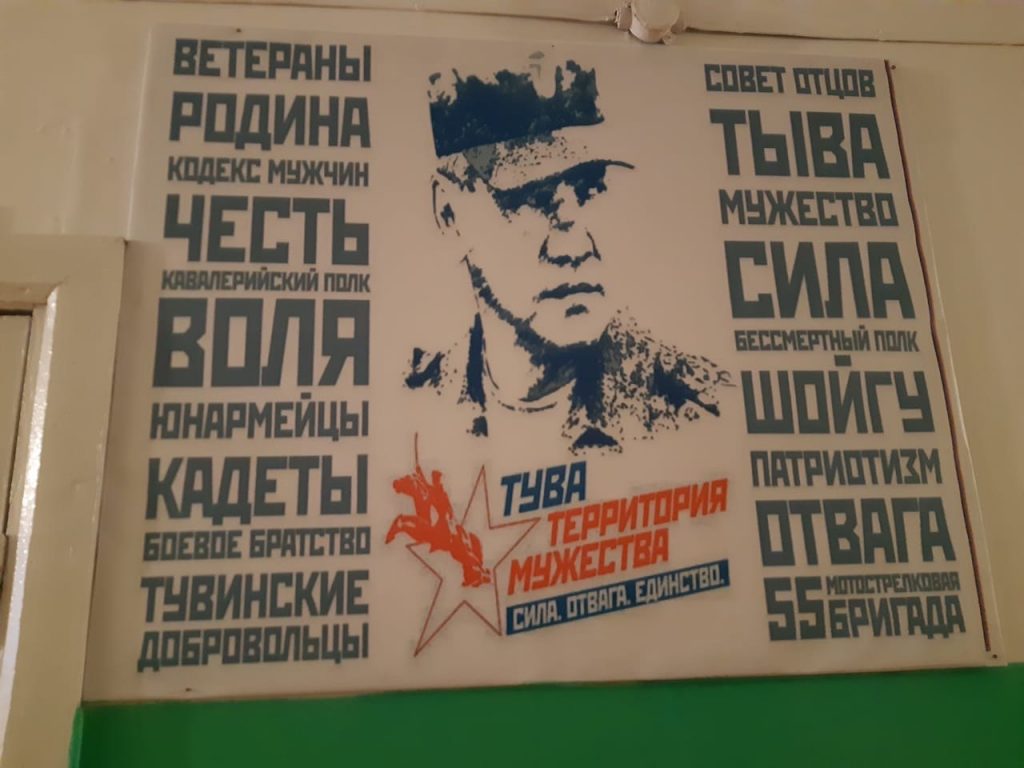 ВЕТЕРАНЫ
РОДИНА
КОДЕКС МУЖЧИН
ЧЕСТЬ
КАВАЛЕРИЙСКИЙ ПОЛК
ВОЛЯ
ЮНАРМЕЙЦЫ
КАДЕТЫ
БОЕВОЕ БРАТСТВО
ТУВИНСКИЕ
ДОБРОВОЛЬЦЫ
ТУВА
ТЕРРИТОРИЯ
МУЖЕСТВА
СИЛА. ОТВАГА. ЕДИНСТВО.
СОВЕТ ОТЦОВ
ТЫВА
МУЖЕСТВО
СИЛА
БЕССМЕРТНЫЙ ПОЛК
ШОЙГУ
ПАТРИОТИЗМ
ОТВАГА
55 МОТОСТРЕЛКОВАЯ
БРИГАДА